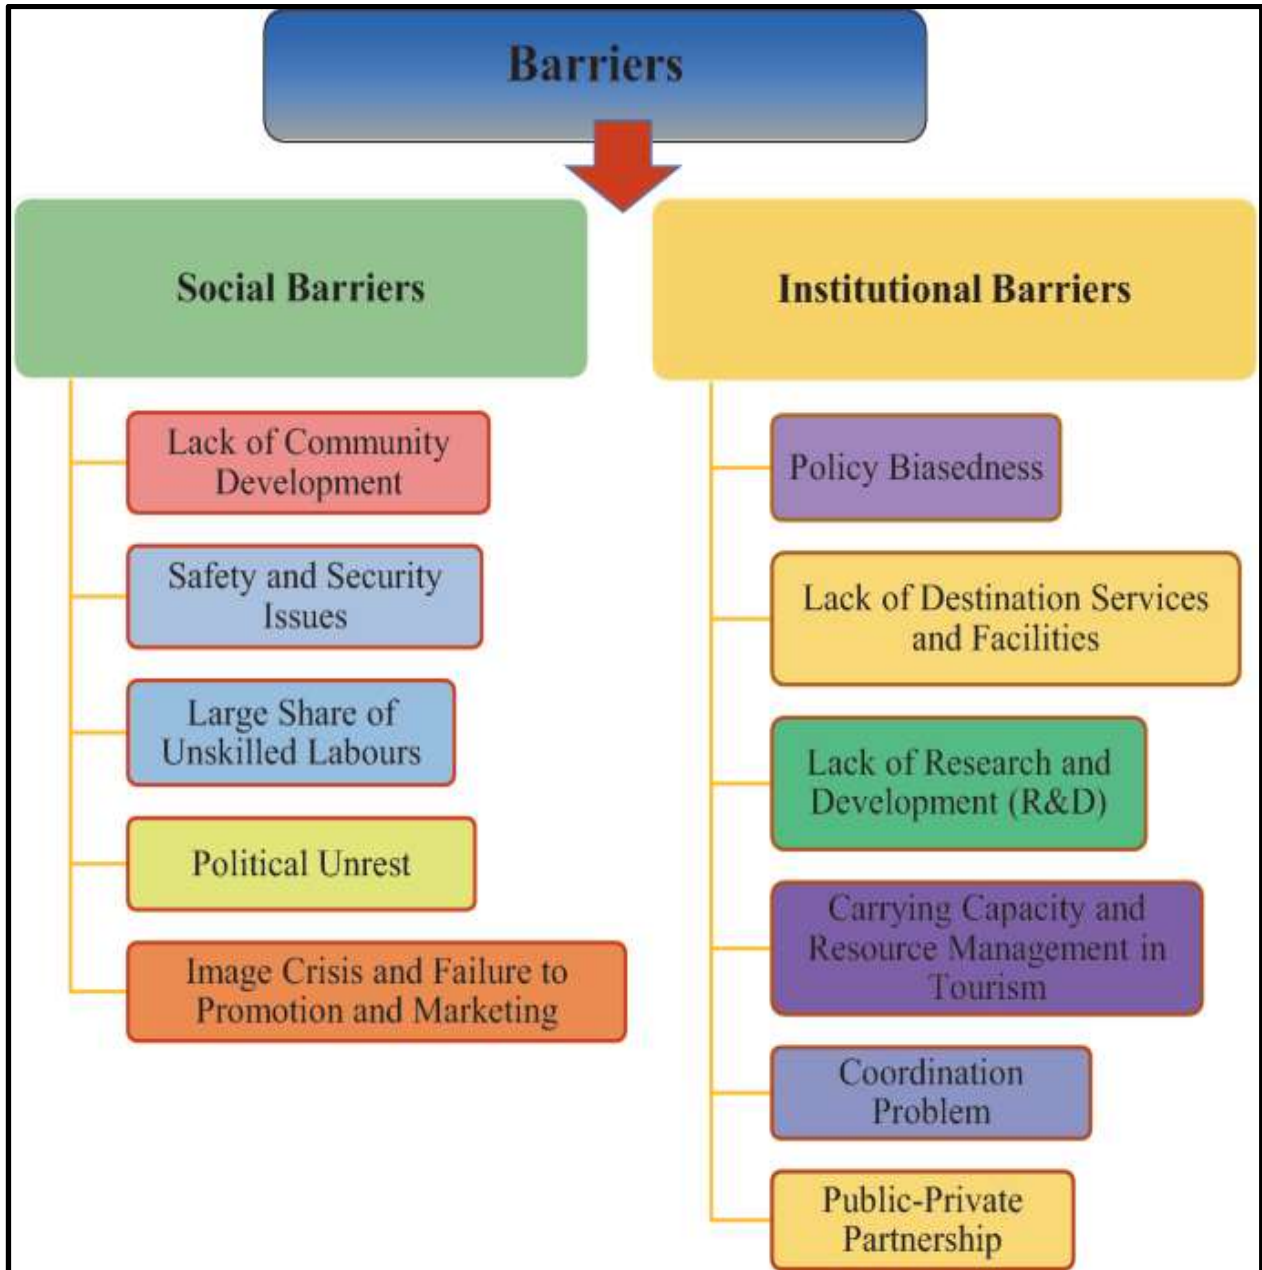 Barriers
Social Barriers
Lack of Community
Development
Safety and Security
Issues
Large Share of
Unskilled Labours
Political Unrest
Image Crisis and Failure to
Promotion and Marketing
Institutional Barriers
Policy Biasedness
Lack of Destination Services
and Facilities
Lack of Research and
Development (R&D)
Carrying Capacity and
Resource Management in
Tourism
Coordination
Problem
Public-Private
Partnership